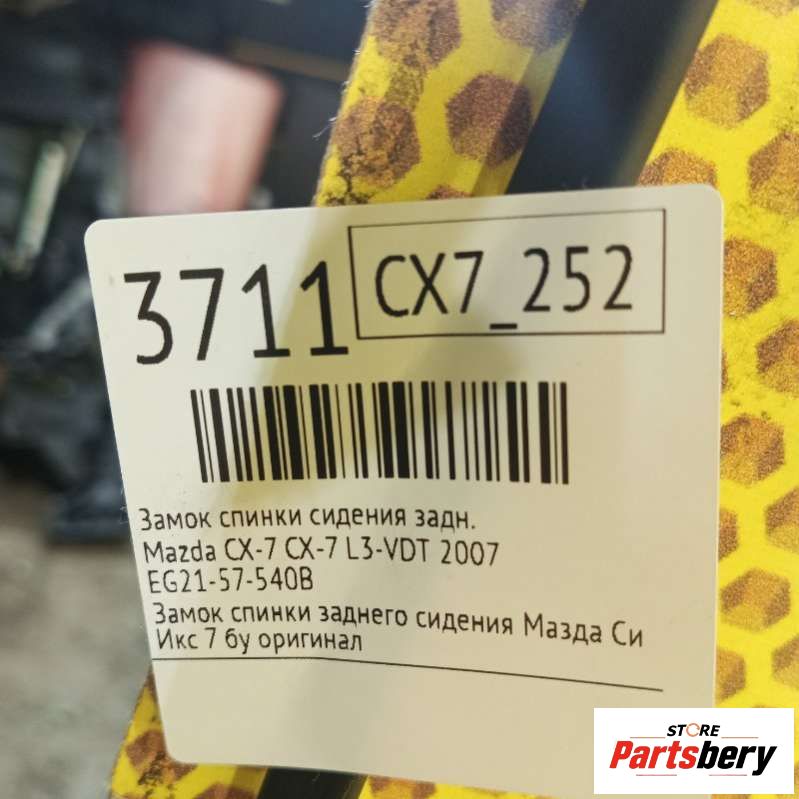 3711
CX7_252
Замок спинки сидения задн.
Mazda CX-7 CX-7 L3-VDT 2007
EG21-57-540B
Замок спинки заднего сидения Мазда Си
Икс 7 бу оригинал
STORE
Partsbery